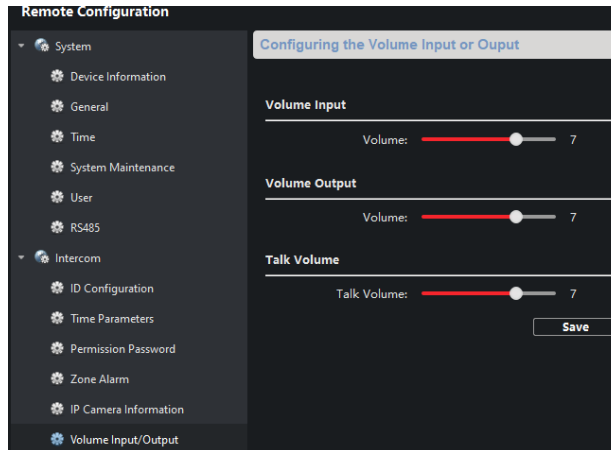 Remote Configuration
System
Device Information
General
Time
System Maintenance
User
RS485
Intercom
ID Configuration
Time Parameters
Permission Password
Zone Alarm
IP Camera Information
Volume Input/Output
Configuring the Volume Input or Ouput
Volume Input
Volume: 7
Volume Output
Volume: 7
Talk Volume
Talk Volume: 7
Save